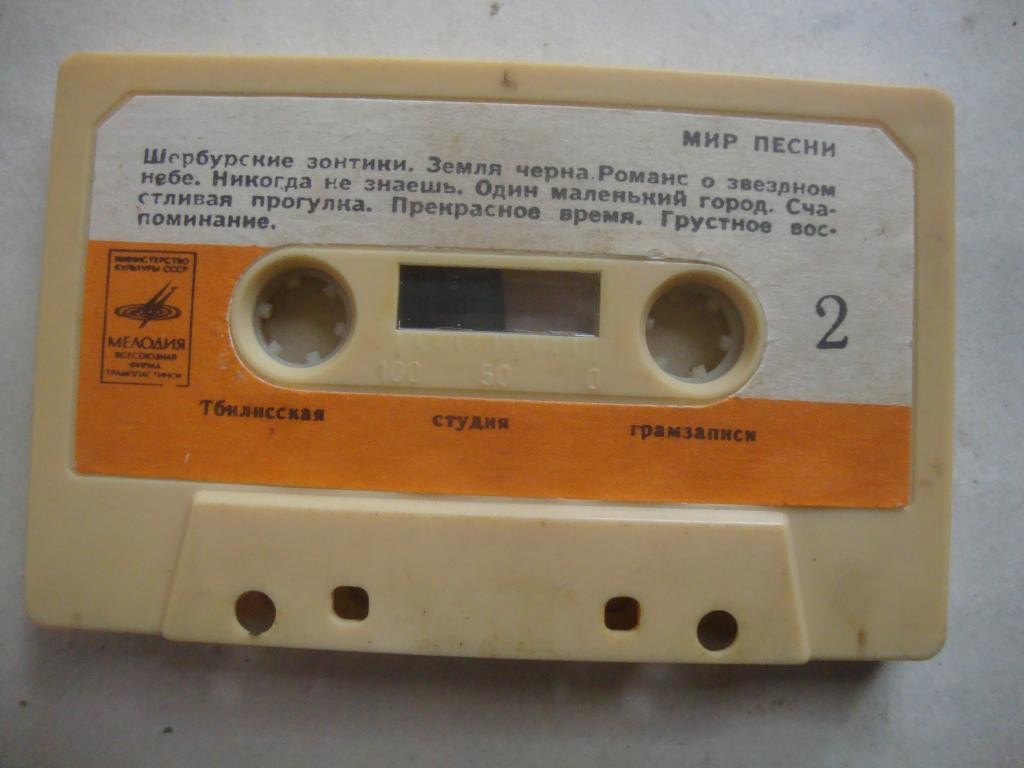 МИР ПЕСНИ
Шербурские зонтики. Земля черна. Романс о звездном
небе. Никогда не знаешь. Один маленький город. Сча-
стливая прогулка. Прекрасное время. Грустное вос-
поминание.
МИНИСТЕРСТВО
КУЛЬТУРЫ СССР
МЕЛОДИЯ
ВСЕСОЮЗНАЯ
ФИРМА
ГРАМПЛАСТИНОК
2
100 50 0
Тбилисская студия грамзаписи